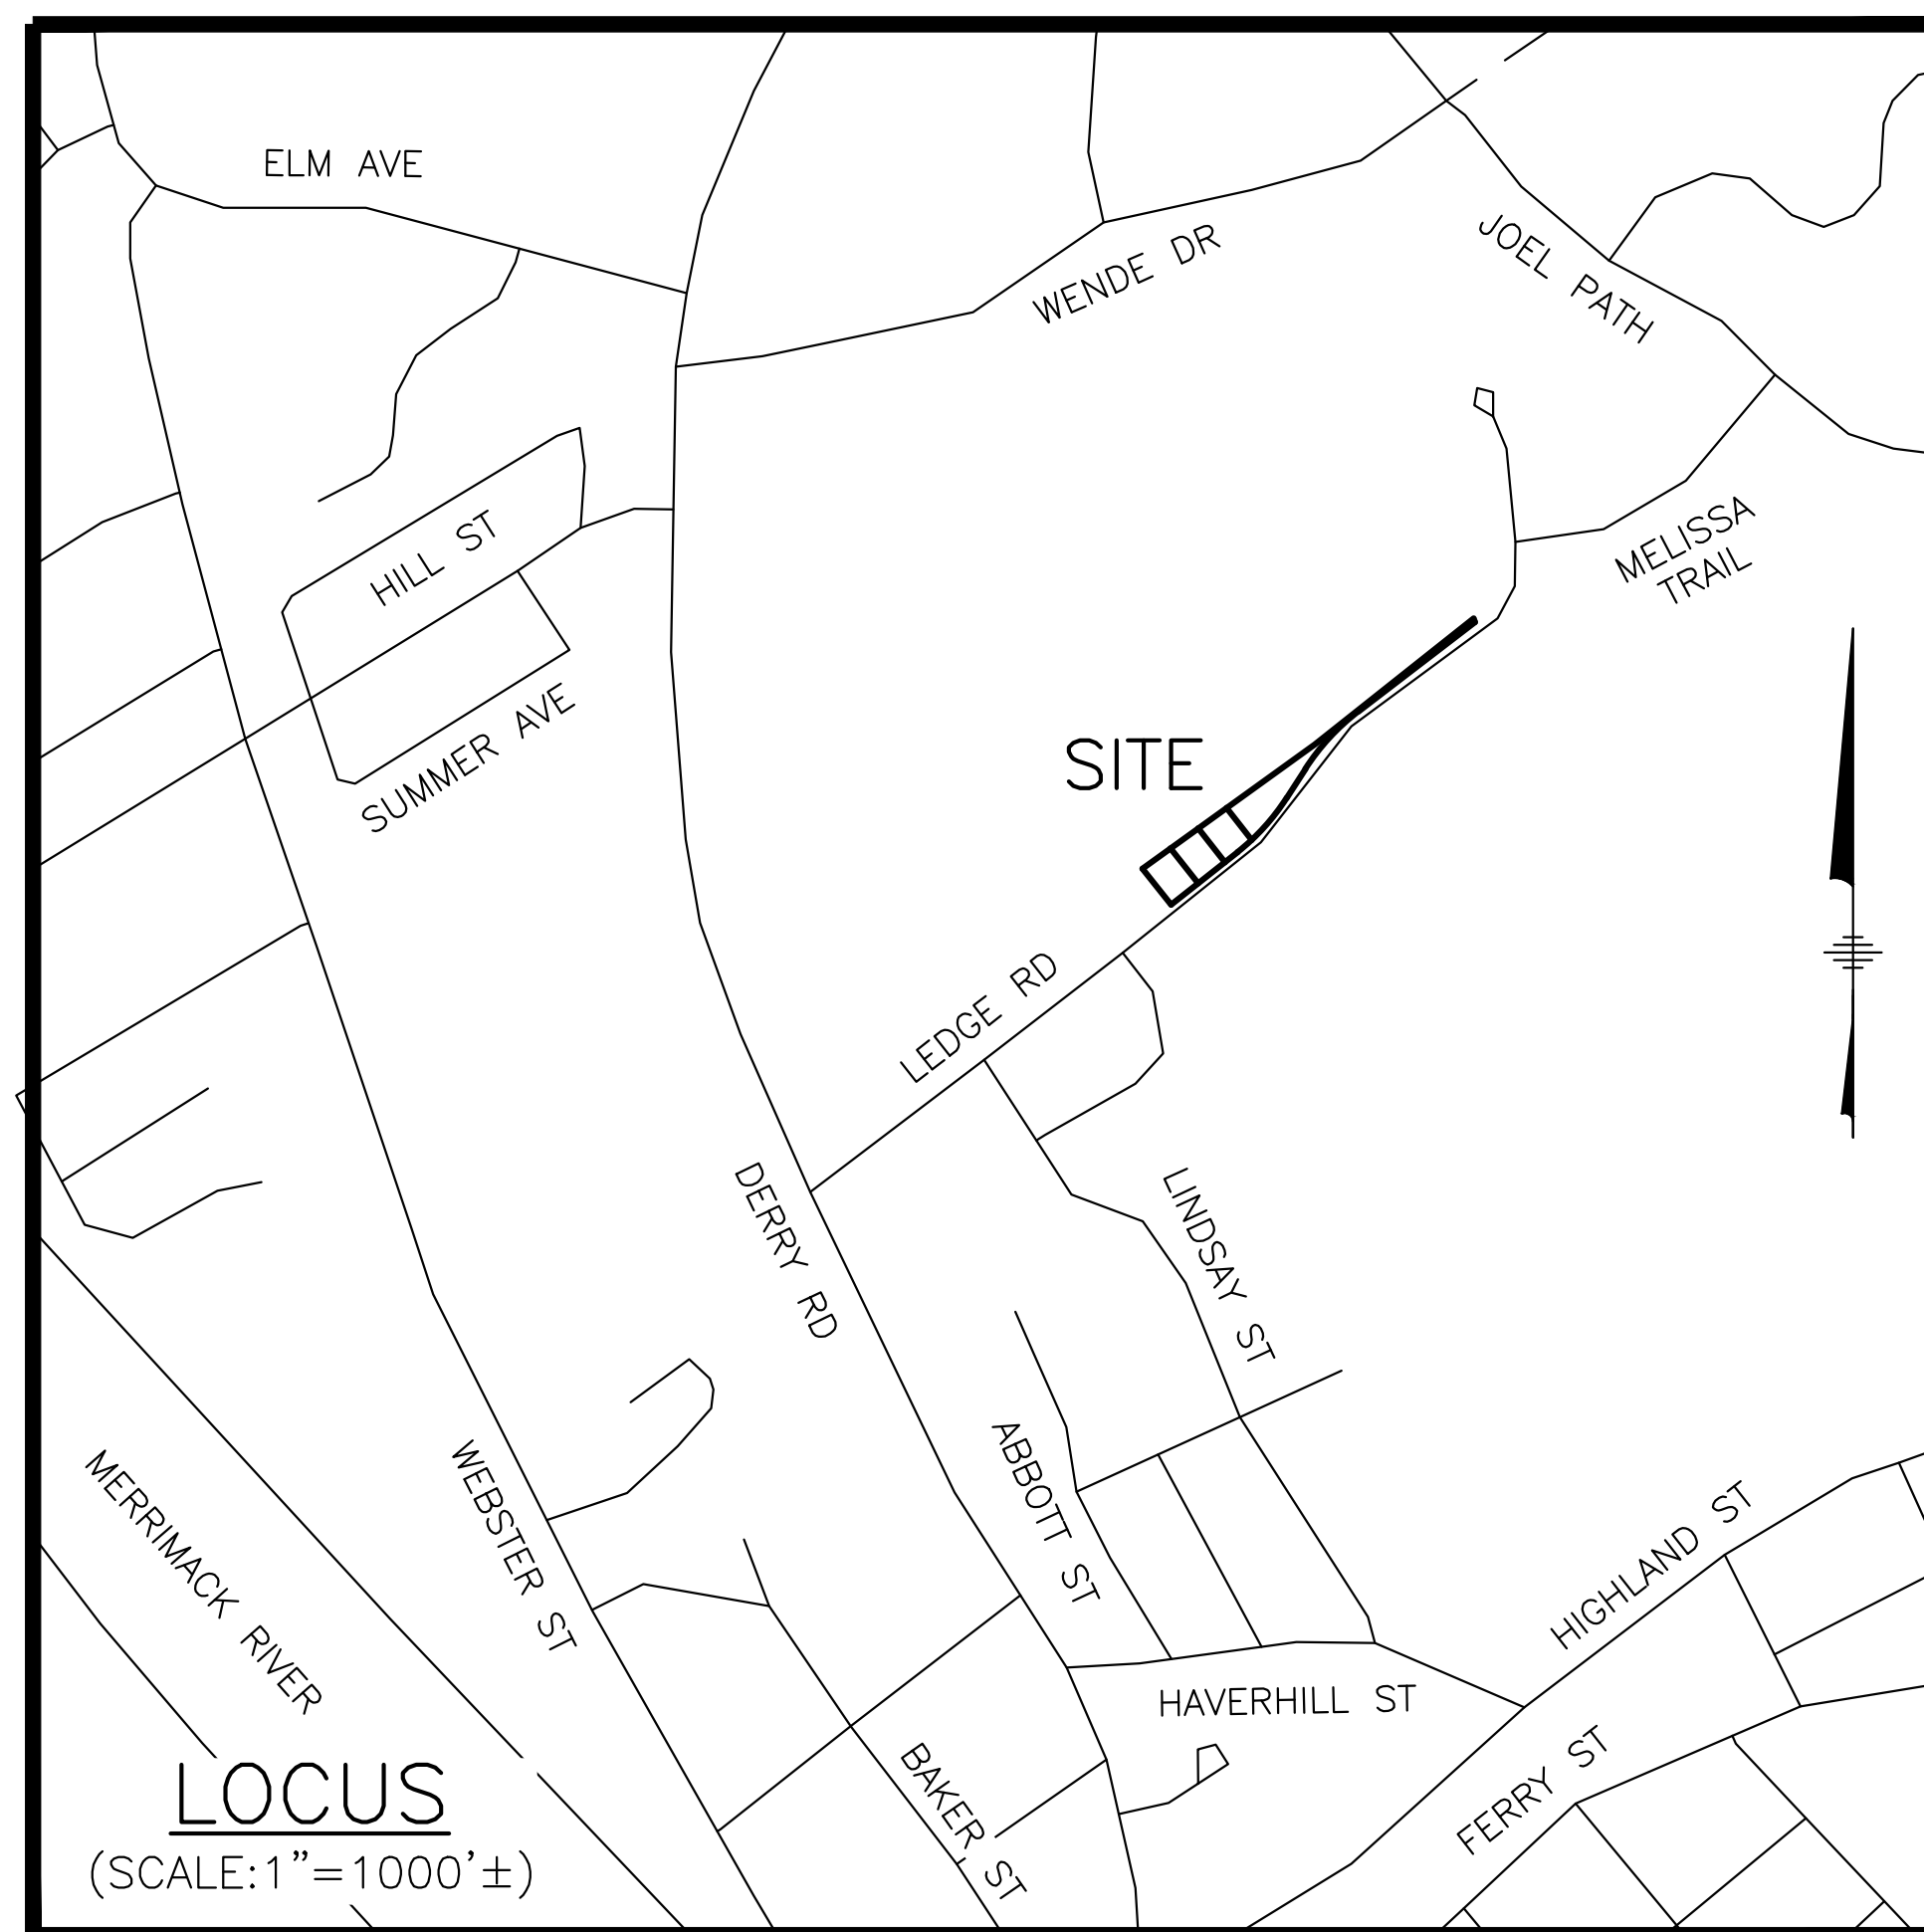 ELM AVE
WENDE DR
JOEL PATH
HILL ST
MELISSA
TRAIL
SUMMER AVE
SITE
LEDGE RD
DERRY RD
LINDSAY ST
ABBOTT ST
WEBSTER ST
MERRIMACK RIVER
HIGHLAND ST
HAVERHILL ST
BAKER ST
FERRY ST
LOCUS
(SCALE:1"=1000'±)